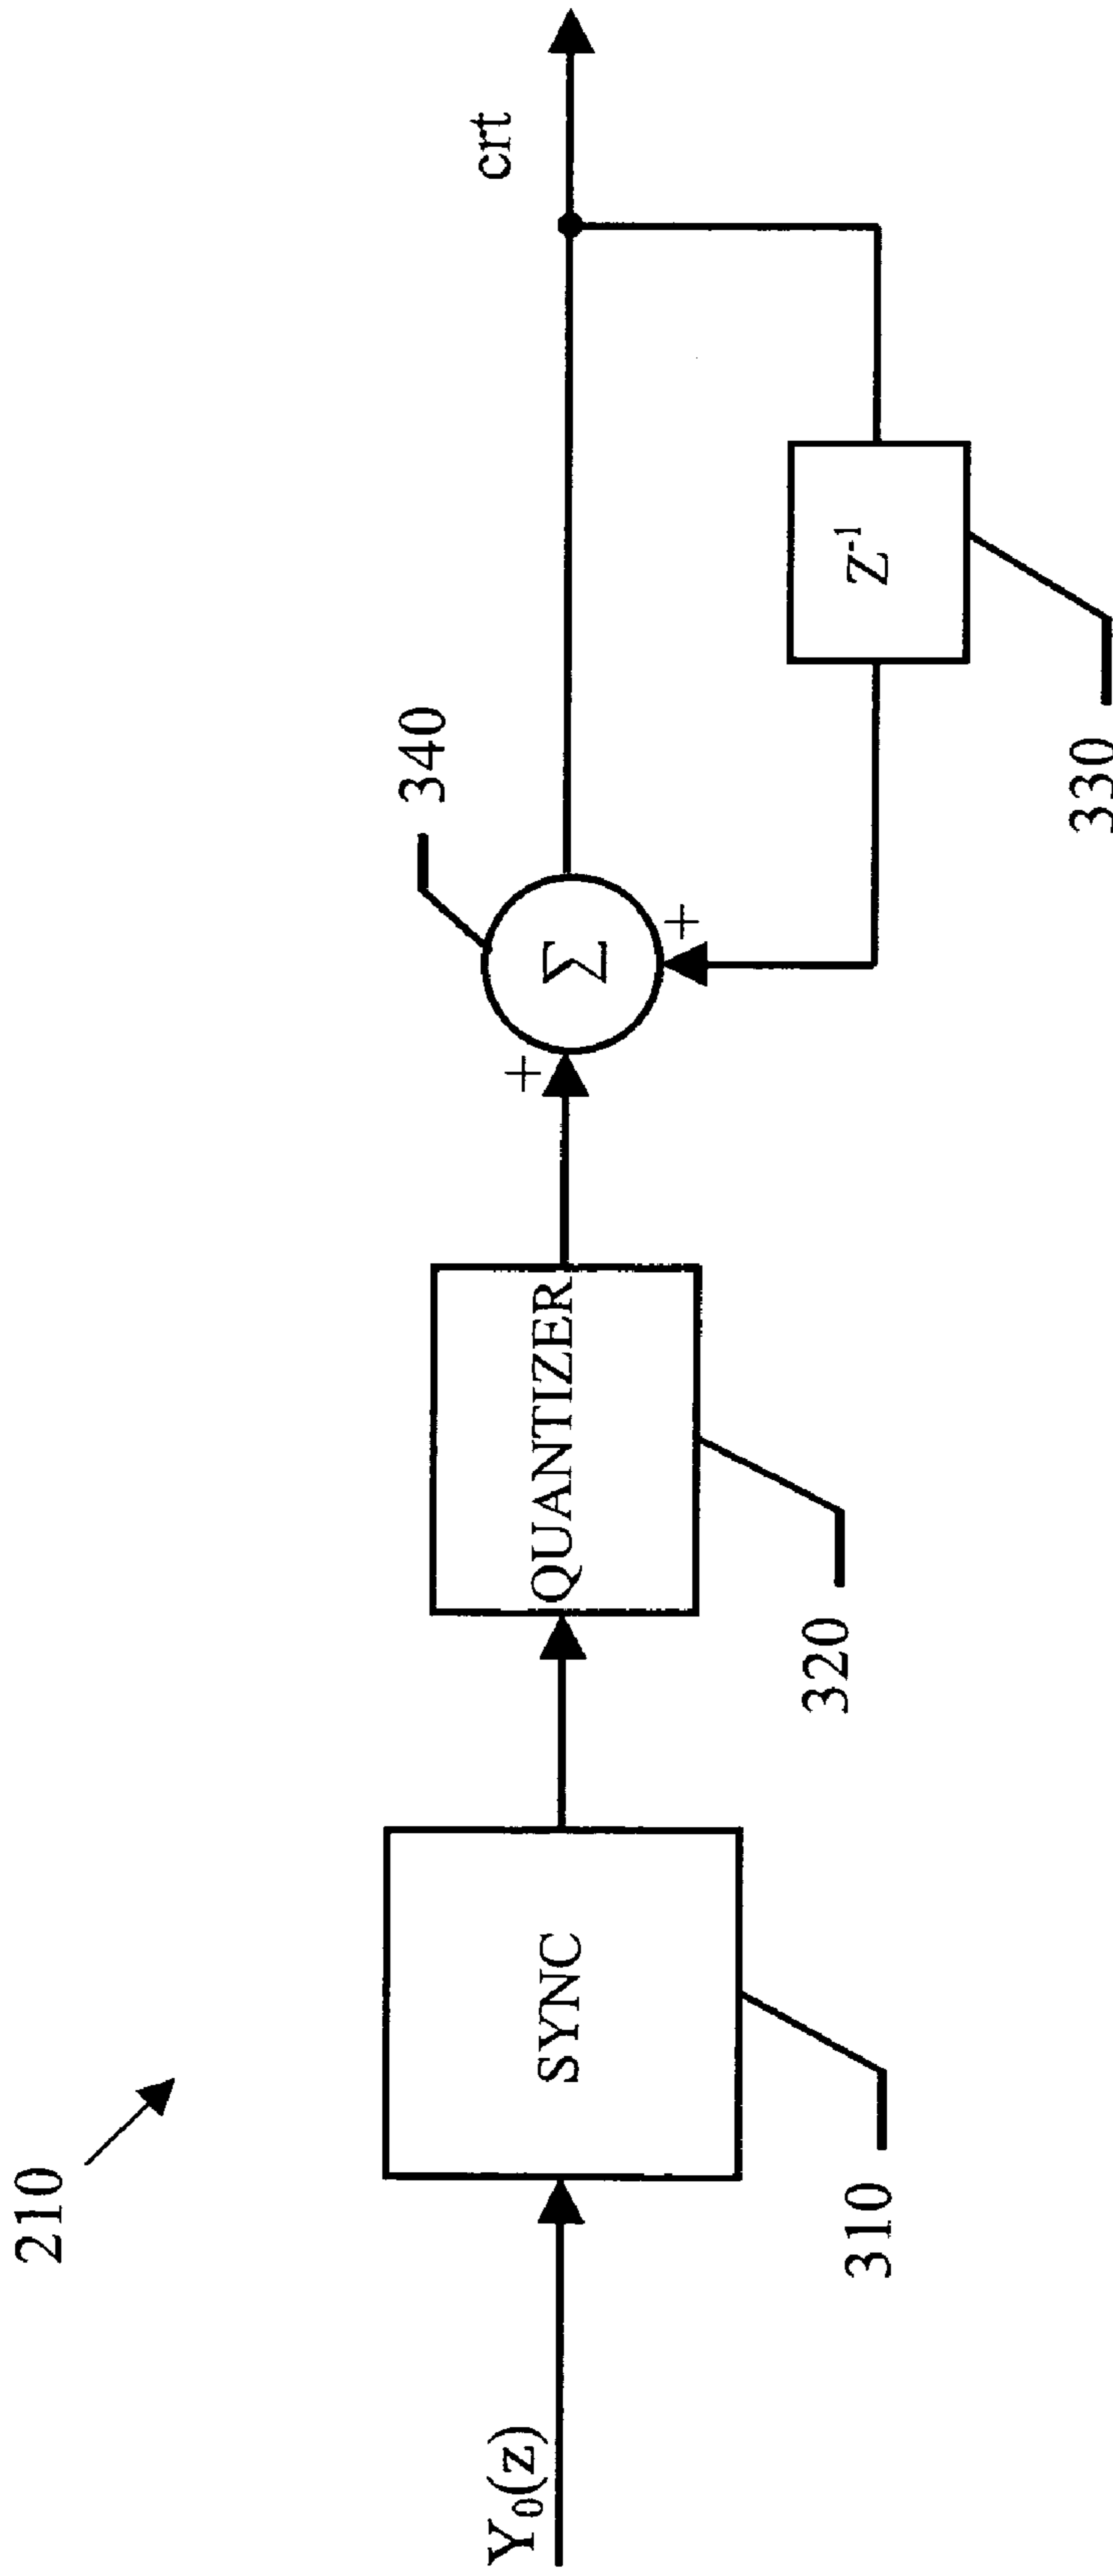 210
Y₀(z)
SYNC
310
QUANTIZER
320
+
Σ
340
+
Z⁻¹
330
crt